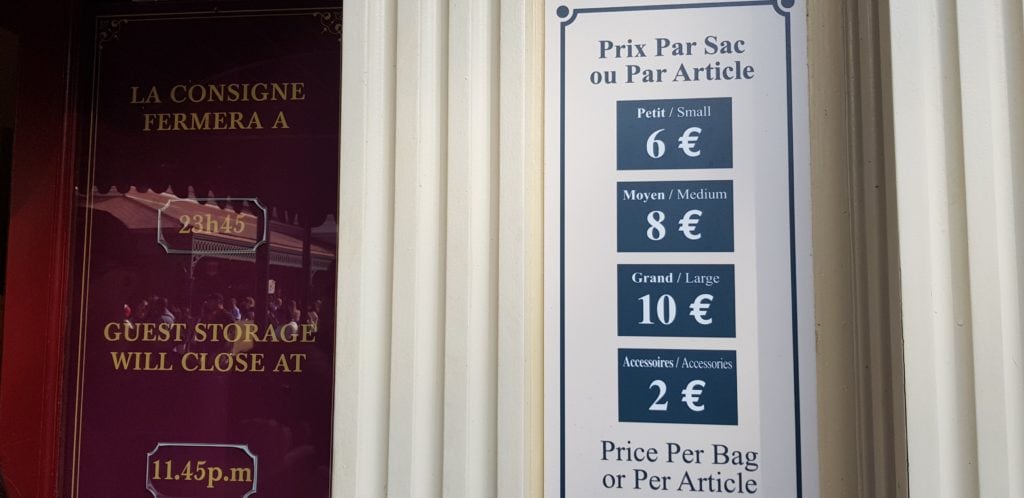 LA CONSIGNE
FERMERA A
23h45
GUEST STORAGE
WILL CLOSE AT
11.45p.m
Prix Par Sac
ou Par Article
Petit / Small
6 €
Moyen / Medium
8 €
Grand / Large
10 €
Accessoires / Accessories
2 €
Price Per Bag
or Per Article